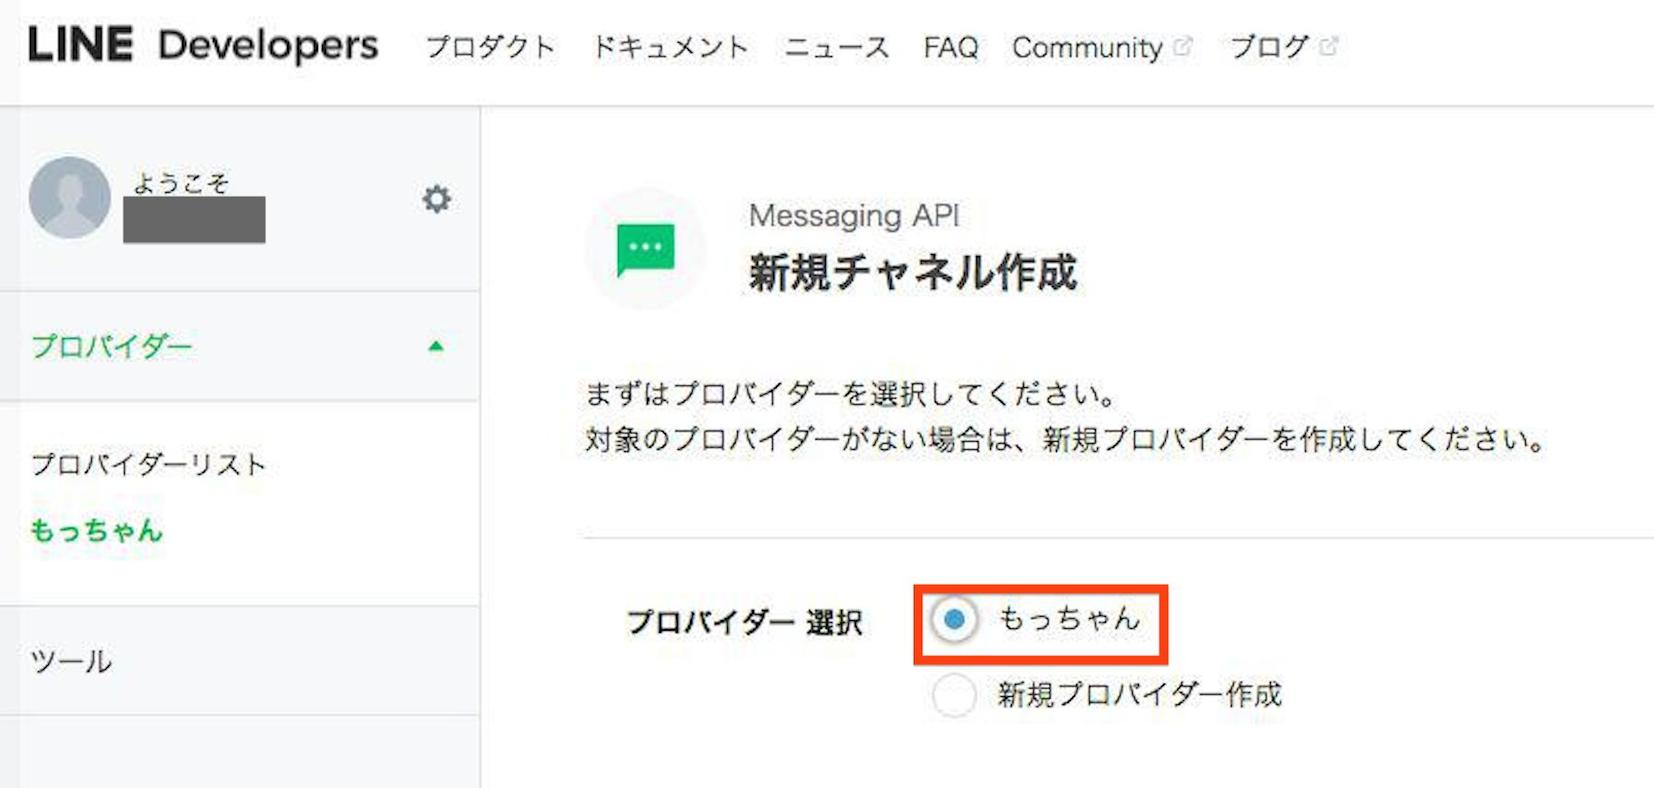 LINE Developers プロダクト ドキュメント ニュース FAQ Community ブログ
ようこそ
プロバイダー
プロバイダーリスト
もっちゃん
ツール
Messaging API
新規チャネル作成
まずはプロバイダーを選択してください。
対象のプロバイダーがない場合は、新規プロバイダーを作成してください。
プロバイダー 選択
もっちゃん
新規プロバイダー作成